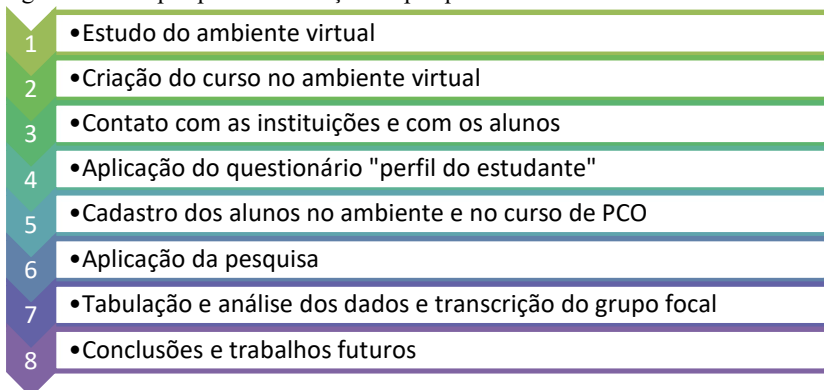 1 •Estudo do ambiente virtual
2 •Criação do curso no ambiente virtual
3 •Contato com as instituições e com os alunos
4 •Aplicação do questionário "perfil do estudante"
5 •Cadastro dos alunos no ambiente e no curso de PCO
6 •Aplicação da pesquisa
7 •Tabulação e análise dos dados e transcrição do grupo focal
8 •Conclusões e trabalhos futuros